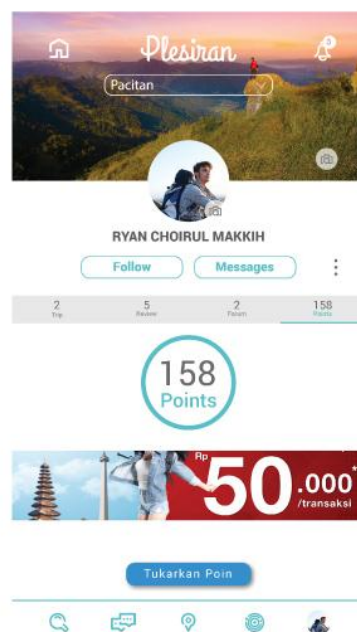 3
Plesiran
Pacitan
RYAN CHOIRUL MAKKIH
Follow Messages
2 5 2 158
Trip Review Forum Points
158
Points
Rp
50.000*
/transaksi
Tukarkan Poin